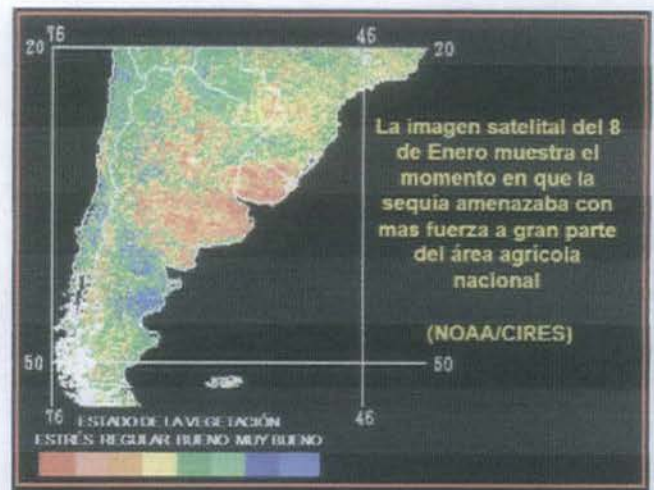 76 46
20 20
La imagen satelital del 8
de Enero muestra el
momento en que la
sequia amenazaba con
mas fuerza a gran parte
del área agrícola
nacional
(NOAA/CIRES)
50 50
76 46
ESTADO DE LA VEGETACIÓN
ESTRÉS REGULAR BUENO MUY BUENO